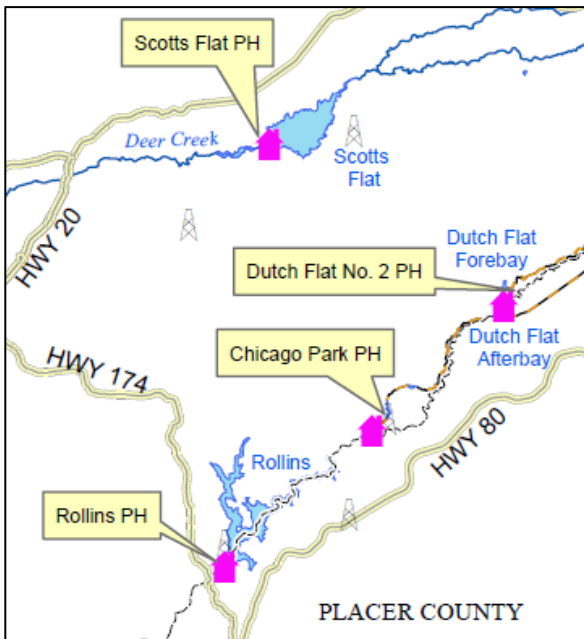 Scotts Flat PH
Deer Creek
Scotts
Flat
HWY 20
Dutch Flat
Forebay
Dutch Flat No. 2 PH
Dutch Flat
Afterbay
Chicago Park PH
HWY 174
HWY 80
Rollins
Rollins PH
PLACER COUNTY